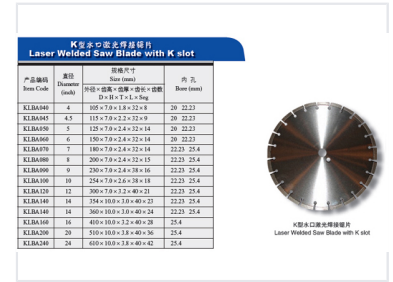 K型水口激光焊接锯片
Laser Welded Saw Blade with K slot
产品编码 Item Code 直径 Diameter (inch) 规格尺寸 Size (mm) 外径×齿高×齿厚×齿长×齿数 D×H×T×L×Sng 内孔 Bore (mm)
KLBA040 4 105×7.0×1.8×32×8 20 22.23
KLBA045 4.5 115×7.0×2.2×32×9 20 22.23
KLBA050 5 125×7.0×2.4×32×14 20 22.23
KLBA060 6 150×7.0×2.4×32×14 20 22.23
KLBA070 7 180×7.0×2.4×32×14 22.23 25.4
KLBA080 8 200×7.0×2.4×32×15 22.23 25.4
KLBA090 9 230×7.0×2.4×38×16 22.23 25.4
KLBA100 10 254×7.0×2.6×38×18 22.23 25.4
KLBA120 12 300×7.0×3.2×40×21 22.23 25.4
KLBA140 14 354×10.0×3.0×40×23 22.23 25.4
KLBA140 14 360×10.0×3.0×40×24 22.23 25.4
KLBA160 16 410×10.0×3.2×40×28 25.4
KLBA200 20 510×10.0×3.8×40×36 25.4
KLBA240 24 610×10.0×3.8×40×42 25.4
K型水口激光焊接锯片
Laser Welded Saw Blade with K slot